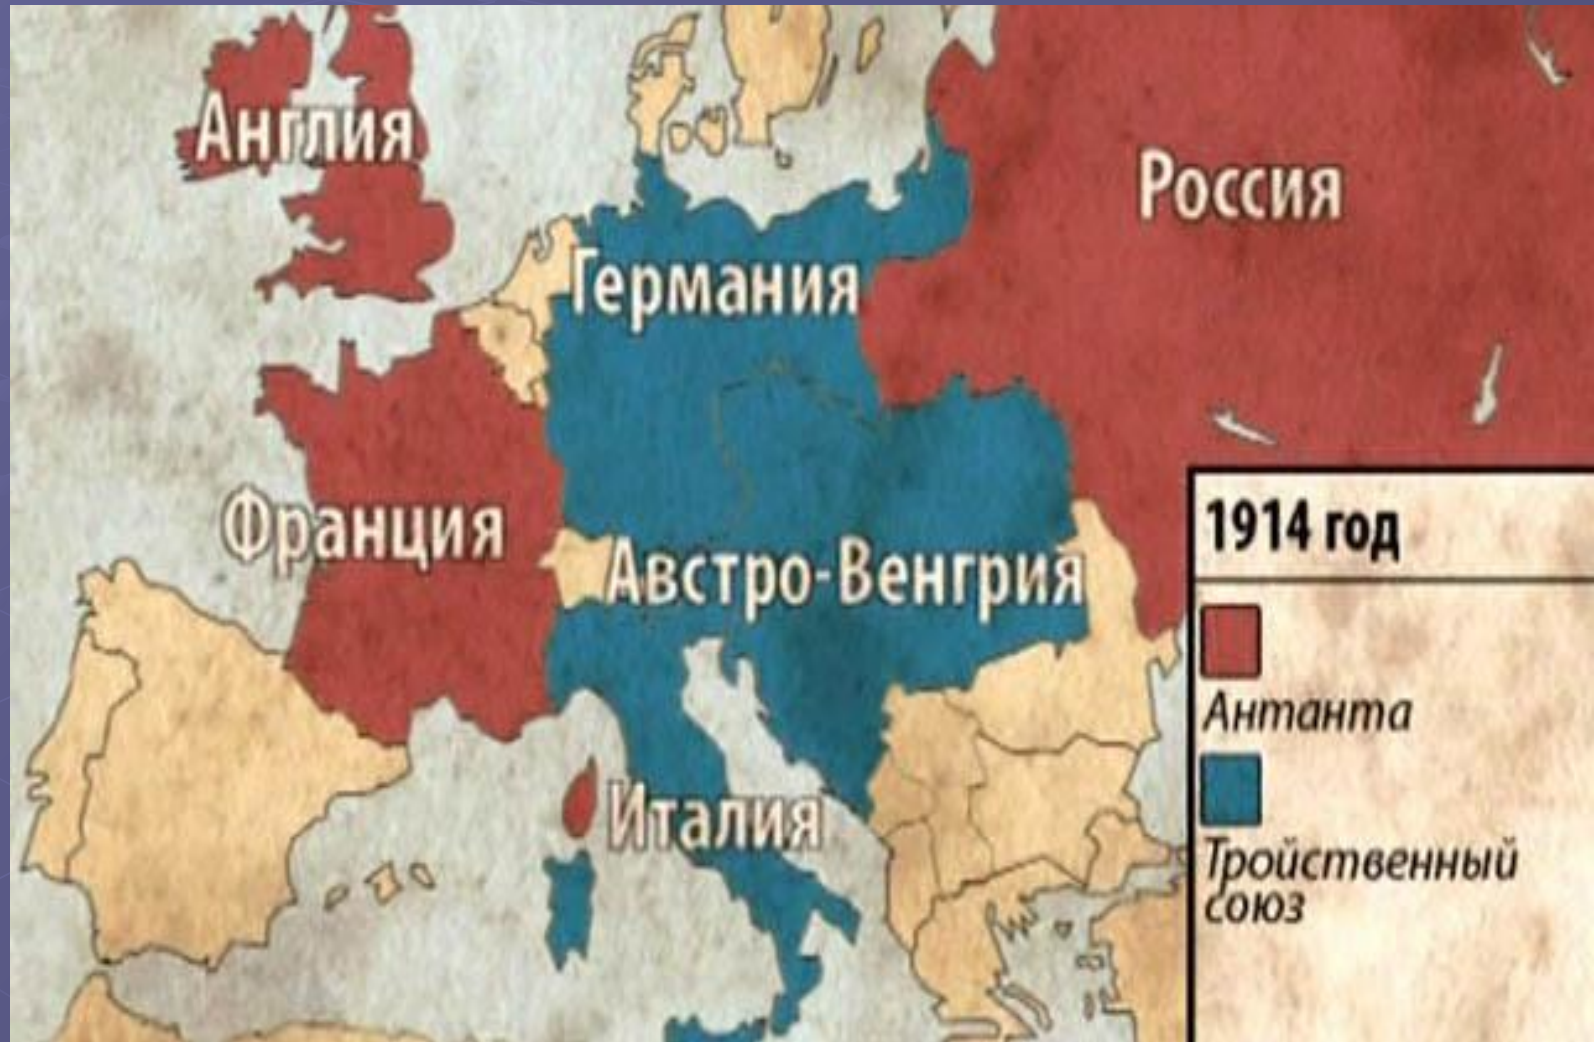 Англия
Россия
Германия
Франция
Австро-Венгрия
Италия
1914 год
Антанта
Тройственный
союз